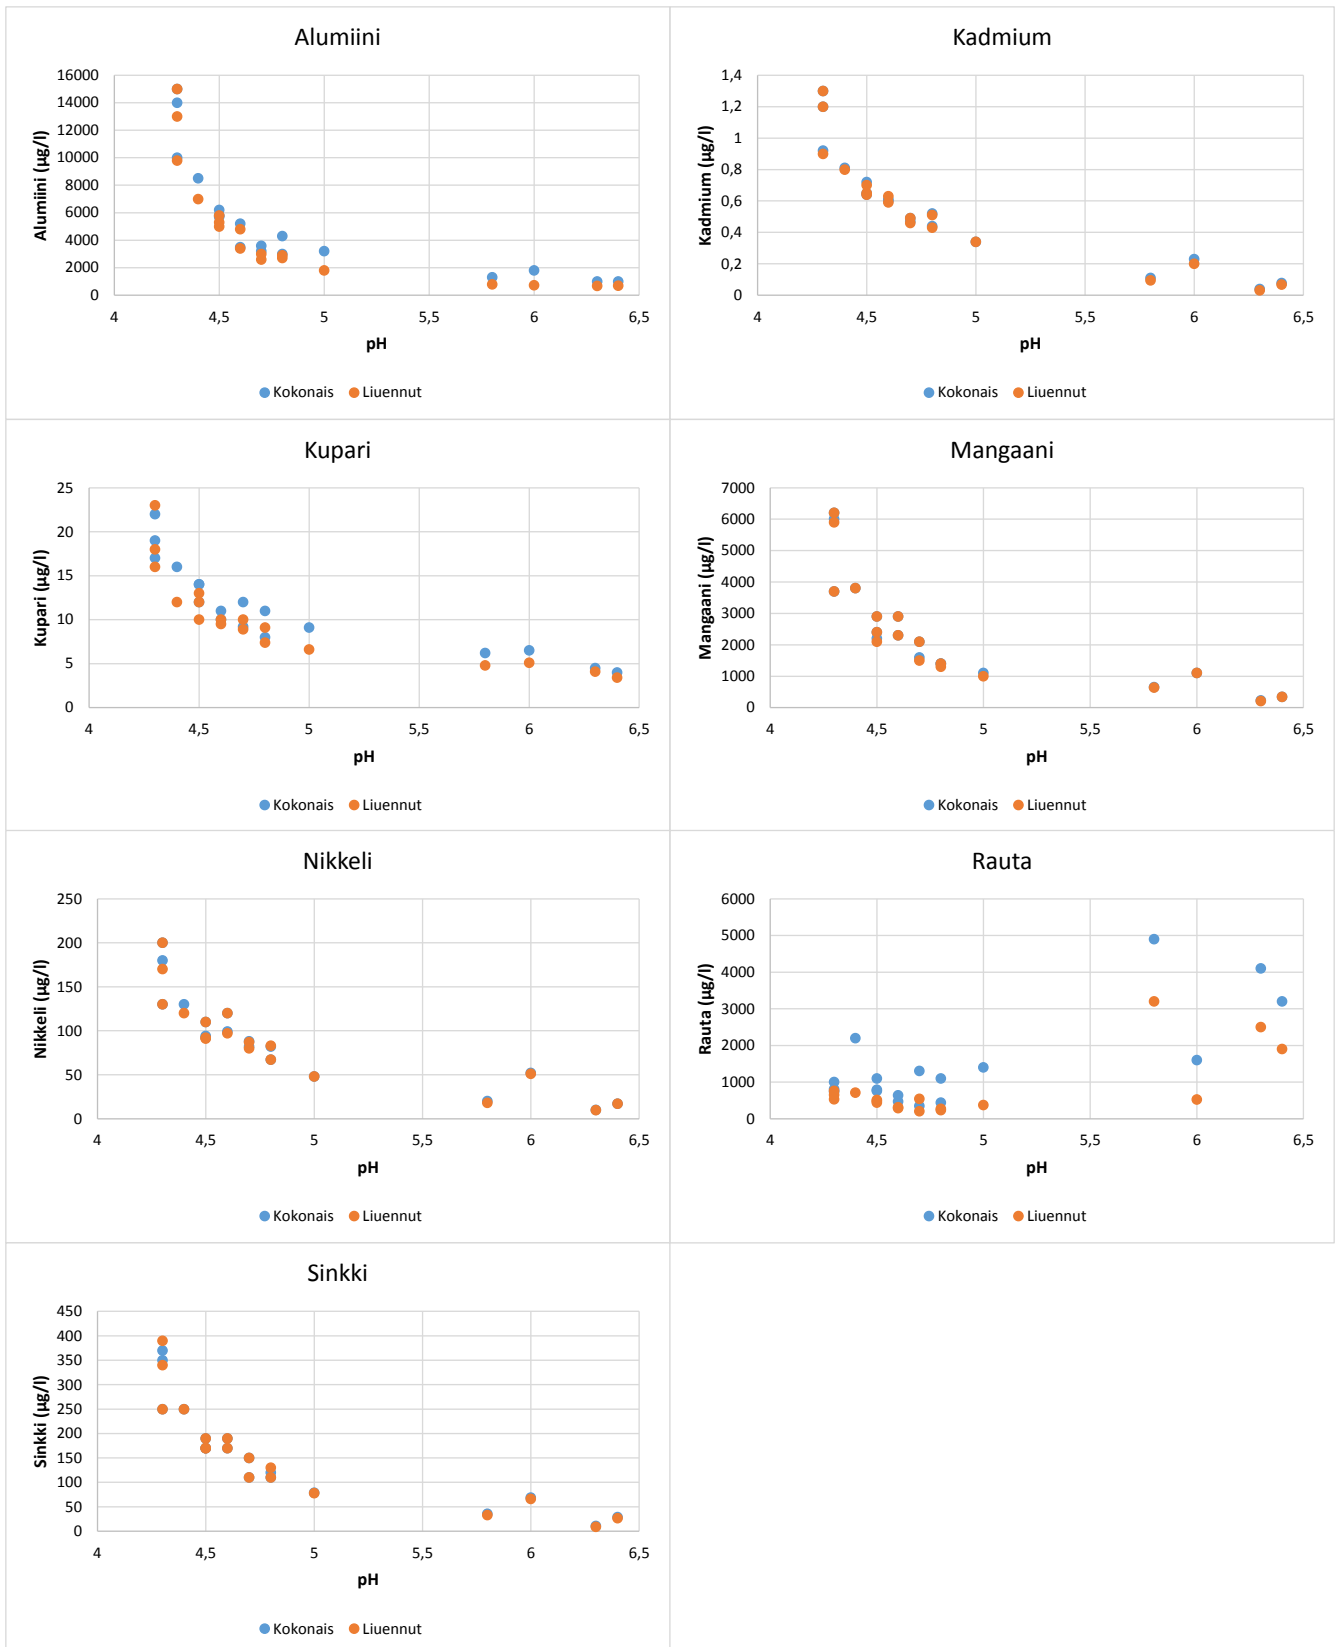 Alumiini
16000
14000
12000
10000
8000
6000
4000
2000
0
Alumiini (µg/l)
4 4,5 5 5,5 6 6,5
pH
Kokonais Liuennut
Kadmium
1,4
1,2
1
0,8
0,6
0,4
0,2
0
Kadmium (µg/l)
4 4,5 5 5,5 6 6,5
pH
Kokonais Liuennut
Kupari
25
20
15
10
5
0
Kupari (µg/l)
4 4,5 5 5,5 6 6,5
pH
Kokonais Liuennut
Mangaani
7000
6000
5000
4000
3000
2000
1000
0
Mangaani (µg/l)
4 4,5 5 5,5 6 6,5
pH
Kokonais Liuennut
Nikkeli
250
200
150
100
50
0
Nikkeli (µg/l)
4 4,5 5 5,5 6 6,5
pH
Kokonais Liuennut
Rauta
6000
5000
4000
3000
2000
1000
0
Rauta (µg/l)
4 4,5 5 5,5 6 6,5
pH
Kokonais Liuennut
Sinkki
450
400
350
300
250
200
150
100
50
0
Sinkki (µg/l)
4 4,5 5 5,5 6 6,5
pH
Kokonais Liuennut